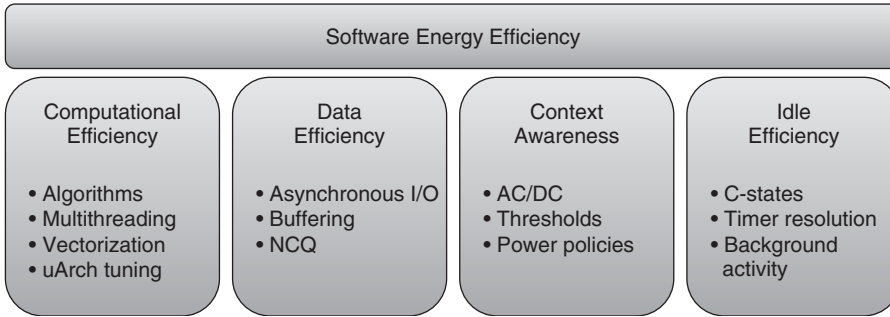 Software Energy Efficiency
Computational
Efficiency
• Algorithms
• Multithreading
• Vectorization
• uArch tuning
Data
Efficiency
• Asynchronous I/O
• Buffering
• NCQ
Context
Awareness
• AC/DC
• Thresholds
• Power policies
Idle
Efficiency
• C-states
• Timer resolution
• Background
activity